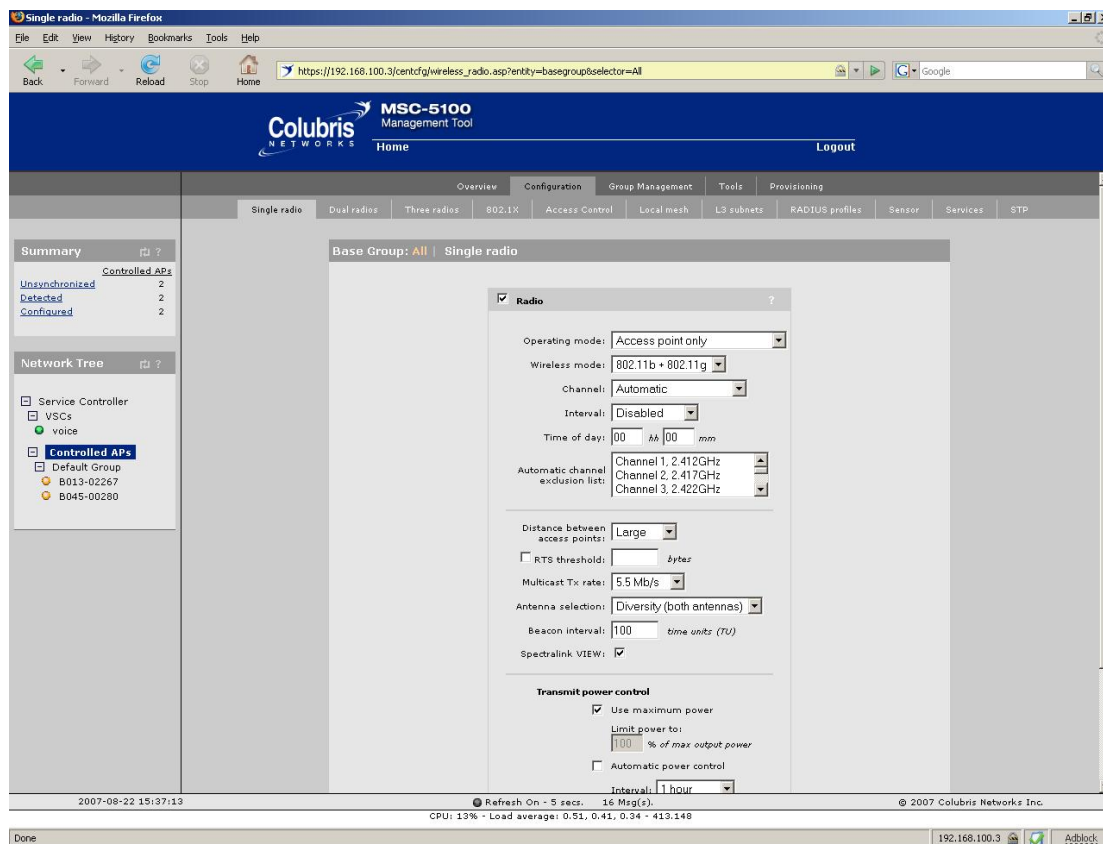 Single radio - Mozilla Firefox
File Edit View History Bookmarks Tools Help
Back Forward Reload Stop Home
https://192.168.100.3/centcfg/wireless_radio.asp?entity=basegroup&selector=All
G Google
Colubris
NETWORKS
MSC-5100
Management Tool
Home Logout
Overview Configuration Group Management Tools Provisioning
Single radio Dual radios Three radios 802.1X Access Control Local mesh L3 subnets RADIUS profiles Sensor Services STP
Summary ?
Controlled APs
Unsynchronized 2
Detected 2
Configured 2
Network Tree ?
Service Controller
VSCs
voice
Controlled APs
Default Group
B013-02267
B045-00280
Base Group: All | Single radio
Radio ?
Operating mode: Access point only
Wireless mode: 802.11b + 802.11g
Channel: Automatic
Interval: Disabled
Time of day: 00 hh 00 mm
Automatic channel exclusion list:
Channel 1, 2.412GHz
Channel 2, 2.417GHz
Channel 3, 2.422GHz
Distance between access points: Large
RTS threshold: bytes
Multicast Tx rate: 5.5 Mb/s
Antenna selection: Diversity (both antennas)
Beacon interval: 100 time units (TU)
Spectralink VIEW:
Transmit power control
Use maximum power
Limit power to:
100 % of max output power
Automatic power control
Interval: 1 hour
2007-08-22 15:37:13 Refresh On - 5 secs. 16 Msg(s). © 2007 Colubris Networks Inc.
CPU: 13% - Load average: 0.51, 0.41, 0.34 - 413.148
Done 192.168.100.3 Adblock